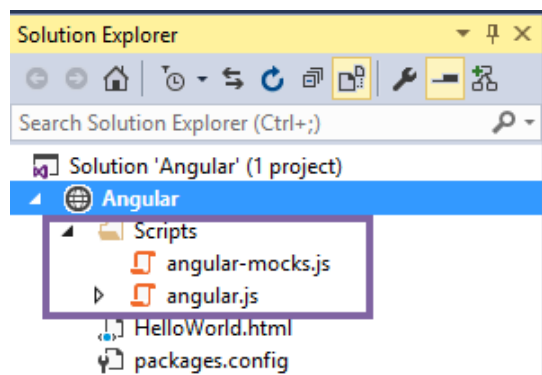 Solution Explorer
Search Solution Explorer (Ctrl+;)
Solution 'Angular' (1 project)
Angular
Scripts
angular-mocks.js
angular.js
HelloWorld.html
packages.config